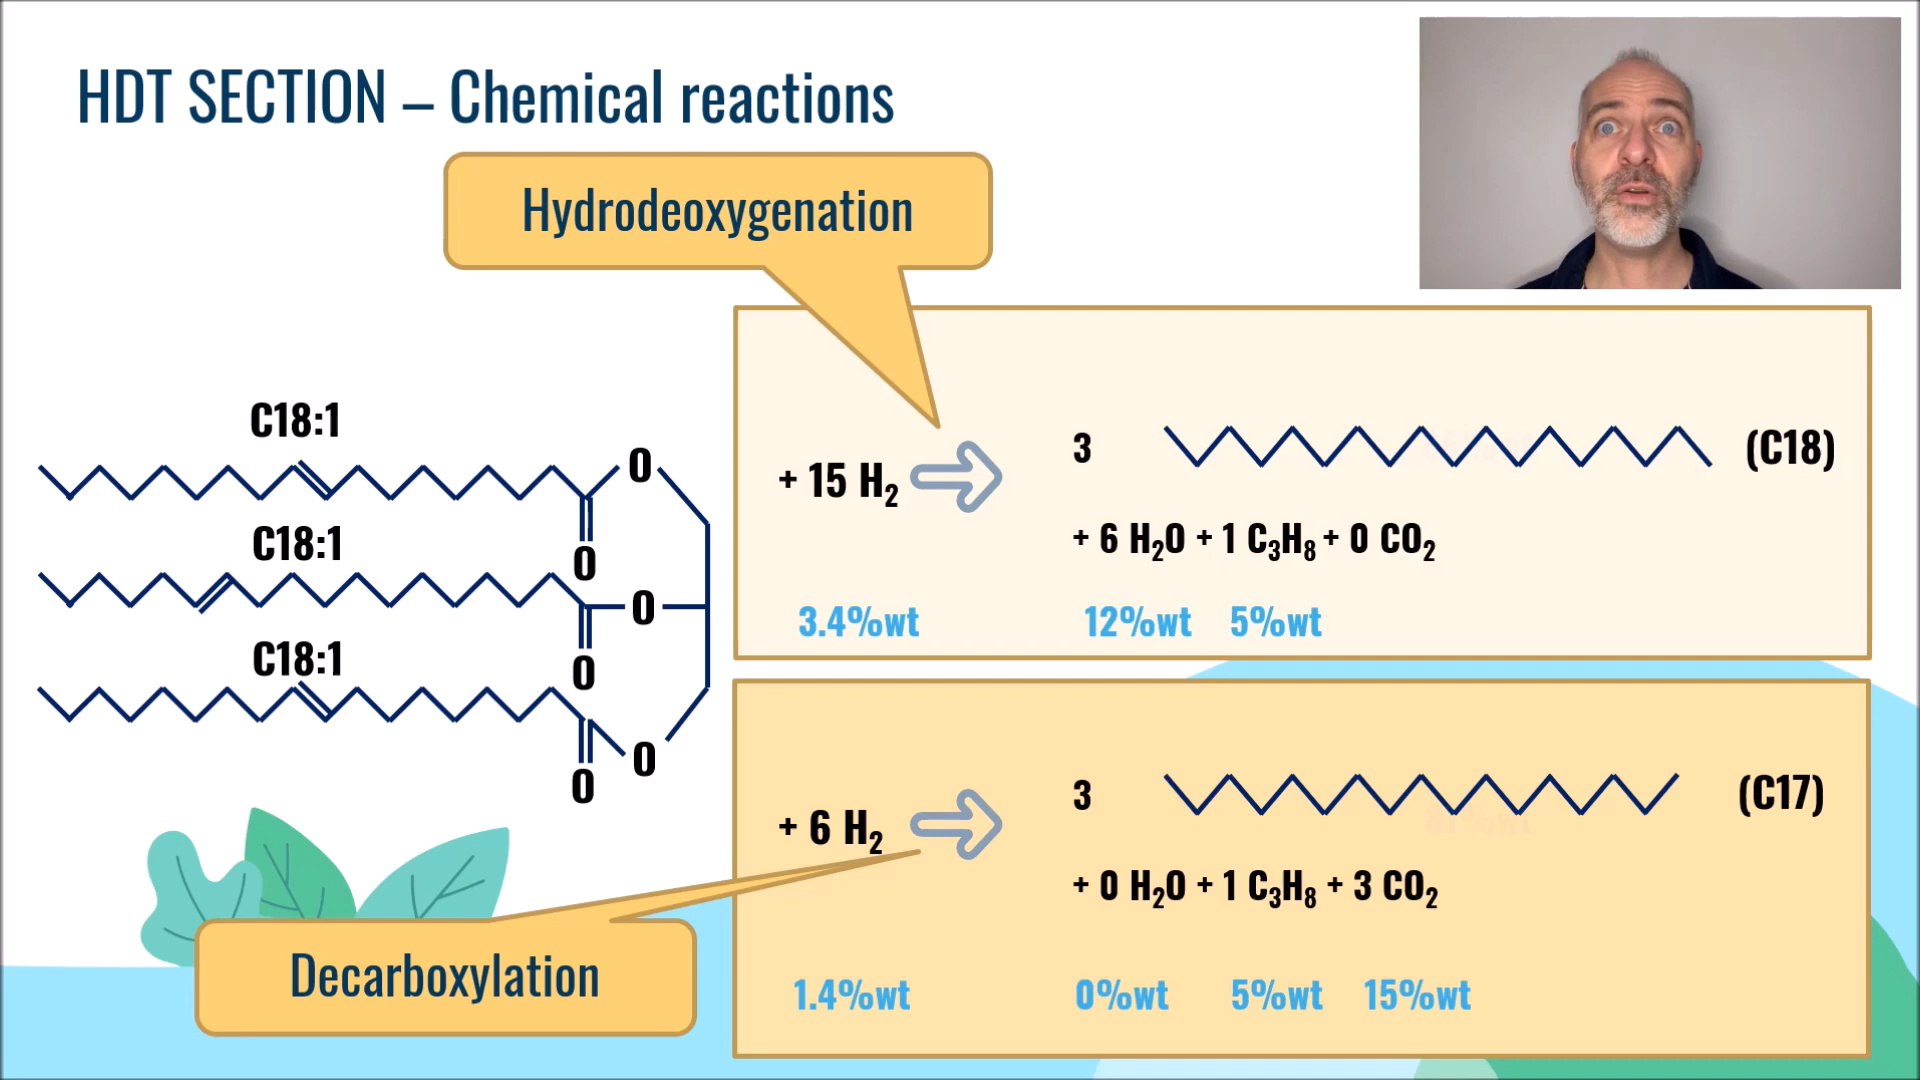 HDT SECTION – Chemical reactions
Hydrodeoxygenation
C18:1
O
O
C18:1
O
O
C18:1
O
O
+ 15 H₂
3
(C18)
+ 6 H₂O + 1 C₃H₈ + 0 CO₂
3.4%wt 12%wt 5%wt
+ 6 H₂
3
(C17)
+ 0 H₂O + 1 C₃H₈ + 3 CO₂
1.4%wt 0%wt 5%wt 15%wt
Decarboxylation